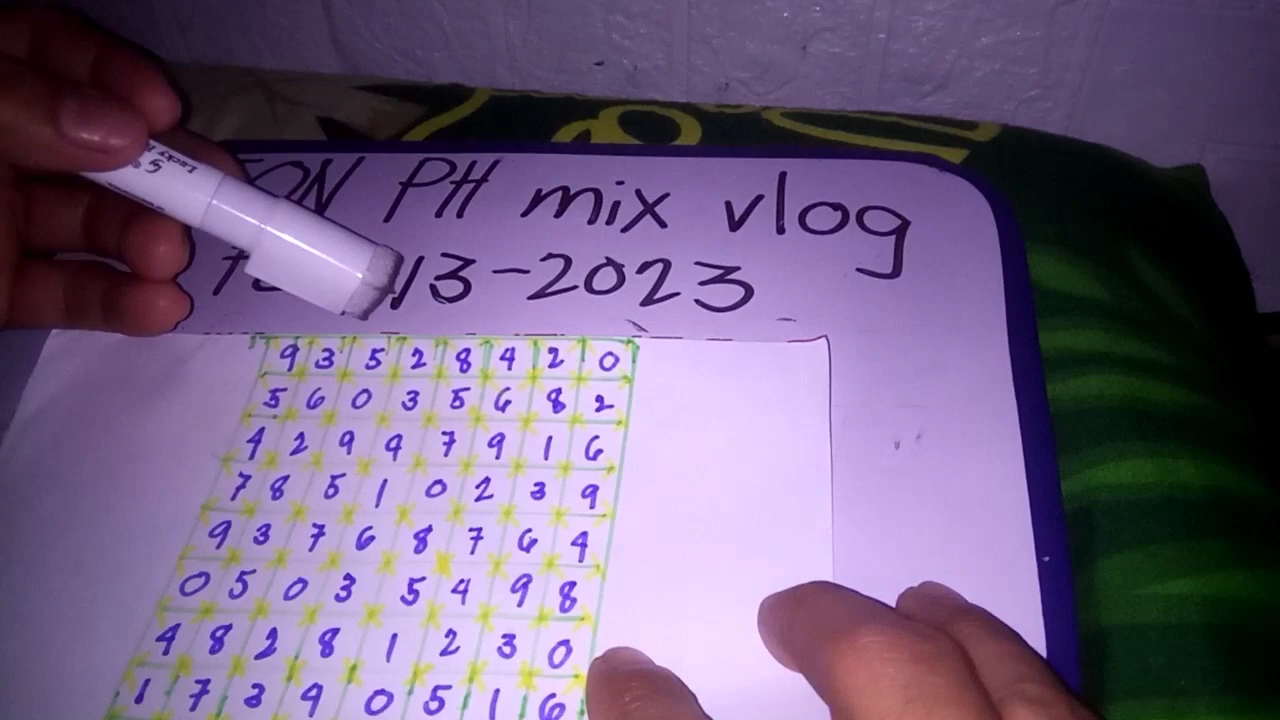 PH mix vlog
13-2023
9 3 5 2 8 4 2 0
5 6 0 3 5 6 8 2
4 2 9 4 7 9 1 6
7 8 5 1 0 2 3 9
9 3 7 6 8 7 6 4
0 5 0 3 5 4 9 8
4 8 2 8 1 2 3 0
1 7 3 4 0 5 1 6
Lucky